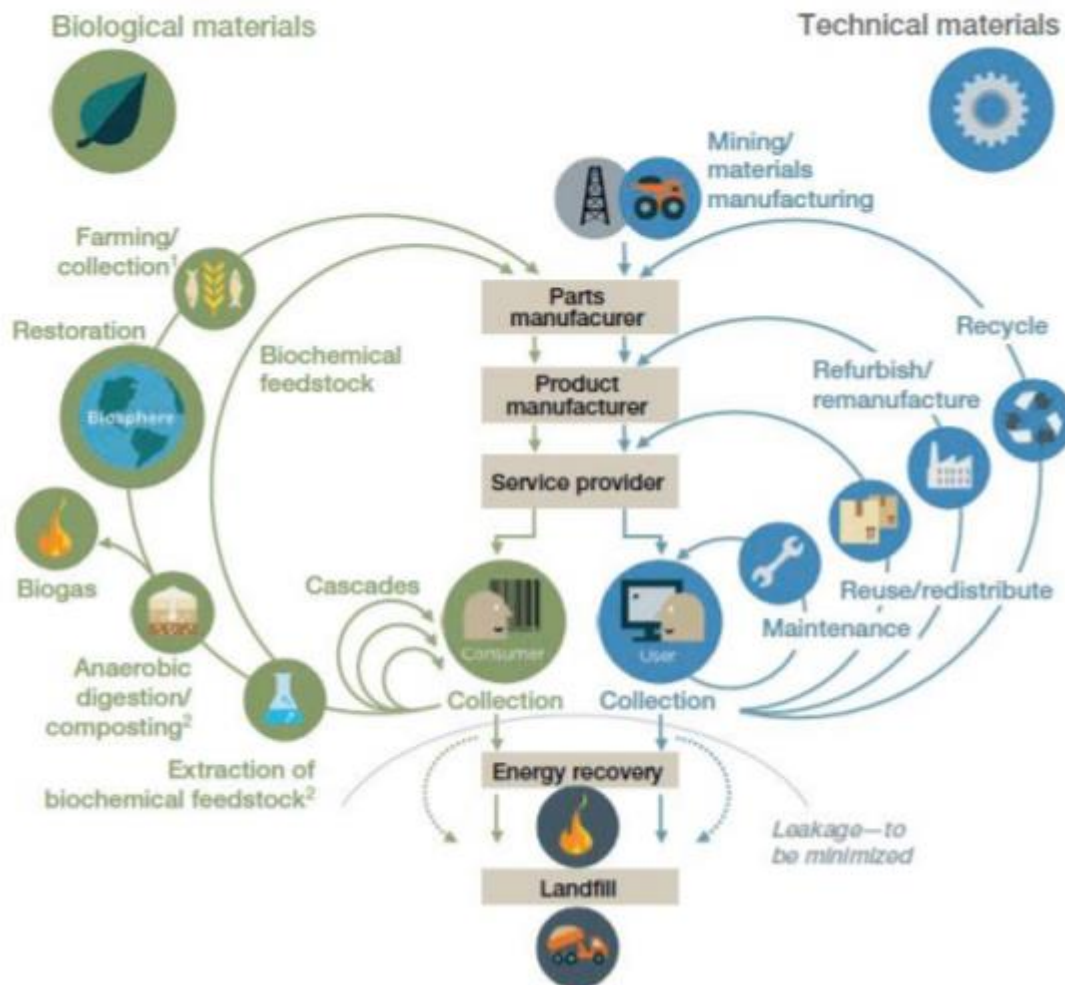 Biological materials
Technical materials
Mining/
materials
manufacturing
Farming/
collection¹
Parts
manufacurer
Recycle
Restoration
Biochemical
feedstock
Biosphere
Product
manufacturer
Refurbish/
remanufacture
Service provider
Biogas
Cascades
Consumer
User
Reuse/redistribute
Maintenance
Anaerobic
digestion/
composting²
Collection
Collection
Extraction of
biochemical feedstock²
Energy recovery
Leakage—to
be minimized
Landfill